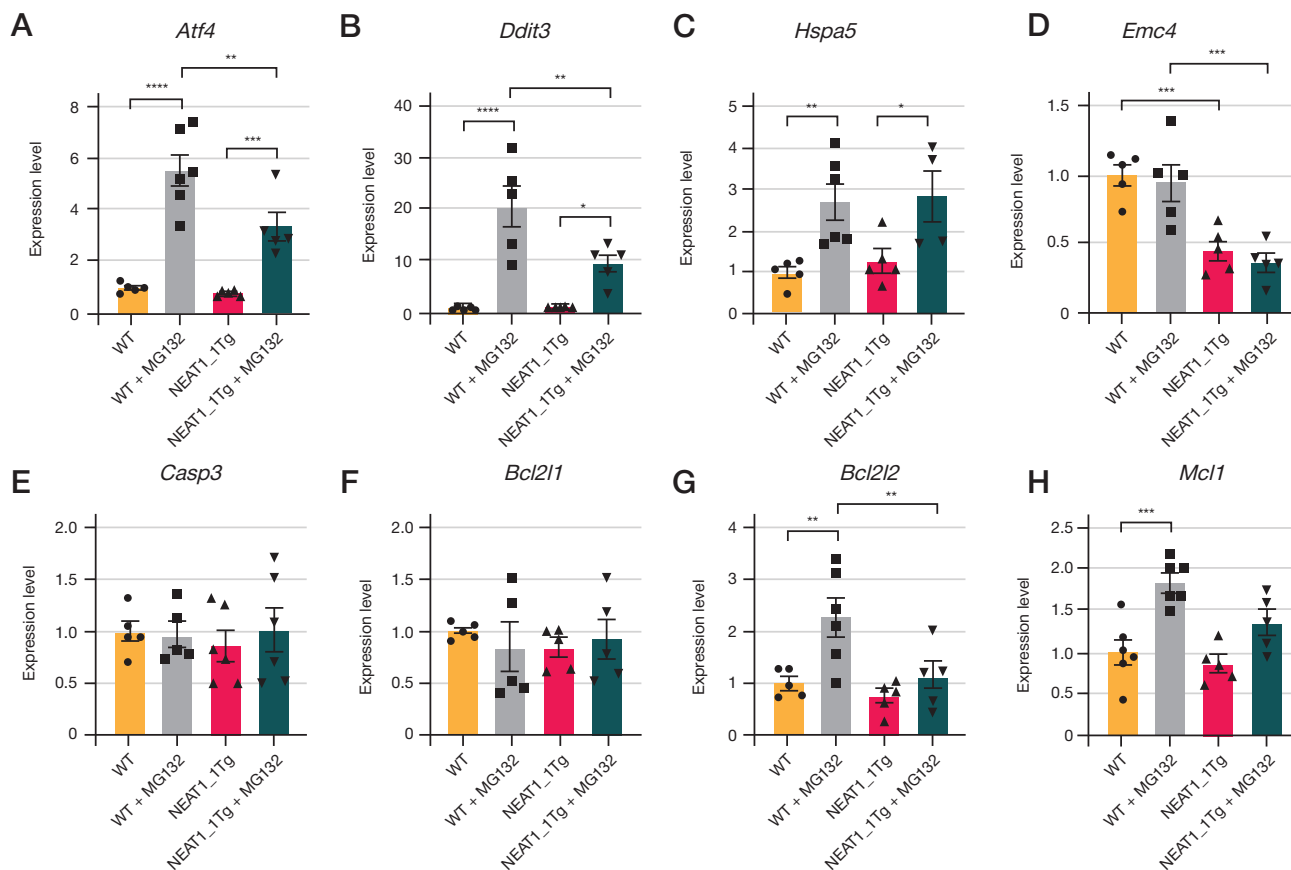 A
Atf4
Expression level
8
6
4
2
0
****
**
***
WT
WT + MG132
NEAT1_1Tg
NEAT1_1Tg + MG132
B
Ddit3
Expression level
40
30
20
10
0
****
**
*
WT
WT + MG132
NEAT1_1Tg
NEAT1_1Tg + MG132
C
Hspa5
Expression level
5
4
3
2
1
0
**
*
WT
WT + MG132
NEAT1_1Tg
NEAT1_1Tg + MG132
D
Emc4
Expression level
1.5
1.0
0.5
0
***
***
WT
WT + MG132
NEAT1_1Tg
NEAT1_1Tg + MG132
E
Casp3
Expression level
2.0
1.5
1.0
0.5
0
WT
WT + MG132
NEAT1_1Tg
NEAT1_1Tg + MG132
F
Bcl2l1
Expression level
2.0
1.5
1.0
0.5
0
WT
WT + MG132
NEAT1_1Tg
NEAT1_1Tg + MG132
G
Bcl2l2
Expression level
4
3
2
1
0
**
**
WT
WT + MG132
NEAT1_1Tg
NEAT1_1Tg + MG132
H
Mcl1
Expression level
2.5
2.0
1.5
1.0
0.5
0
***
WT
WT + MG132
NEAT1_1Tg
NEAT1_1Tg + MG132